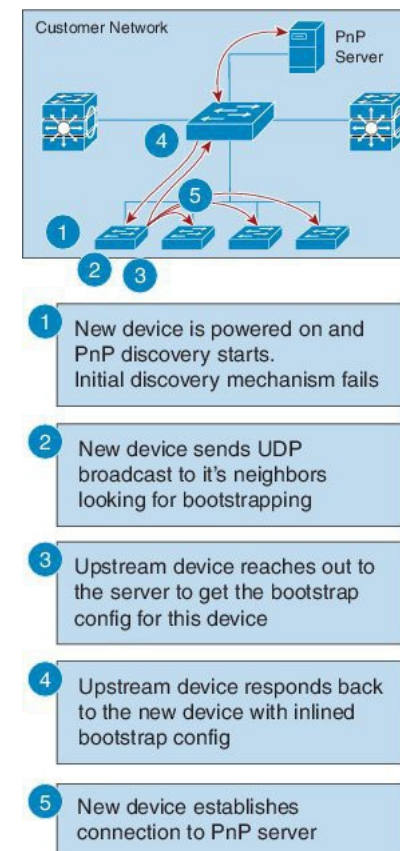 Customer Network
PnP
Server
4
5
1
2
3
1
New device is powered on and
PnP discovery starts.
Initial discovery mechanism fails
2
New device sends UDP
broadcast to it's neighbors
looking for bootstrapping
3
Upstream device reaches out to
the server to get the bootstrap
config for this device
4
Upstream device responds back
to the new device with inlined
bootstrap config
5
New device establishes
connection to PnP server